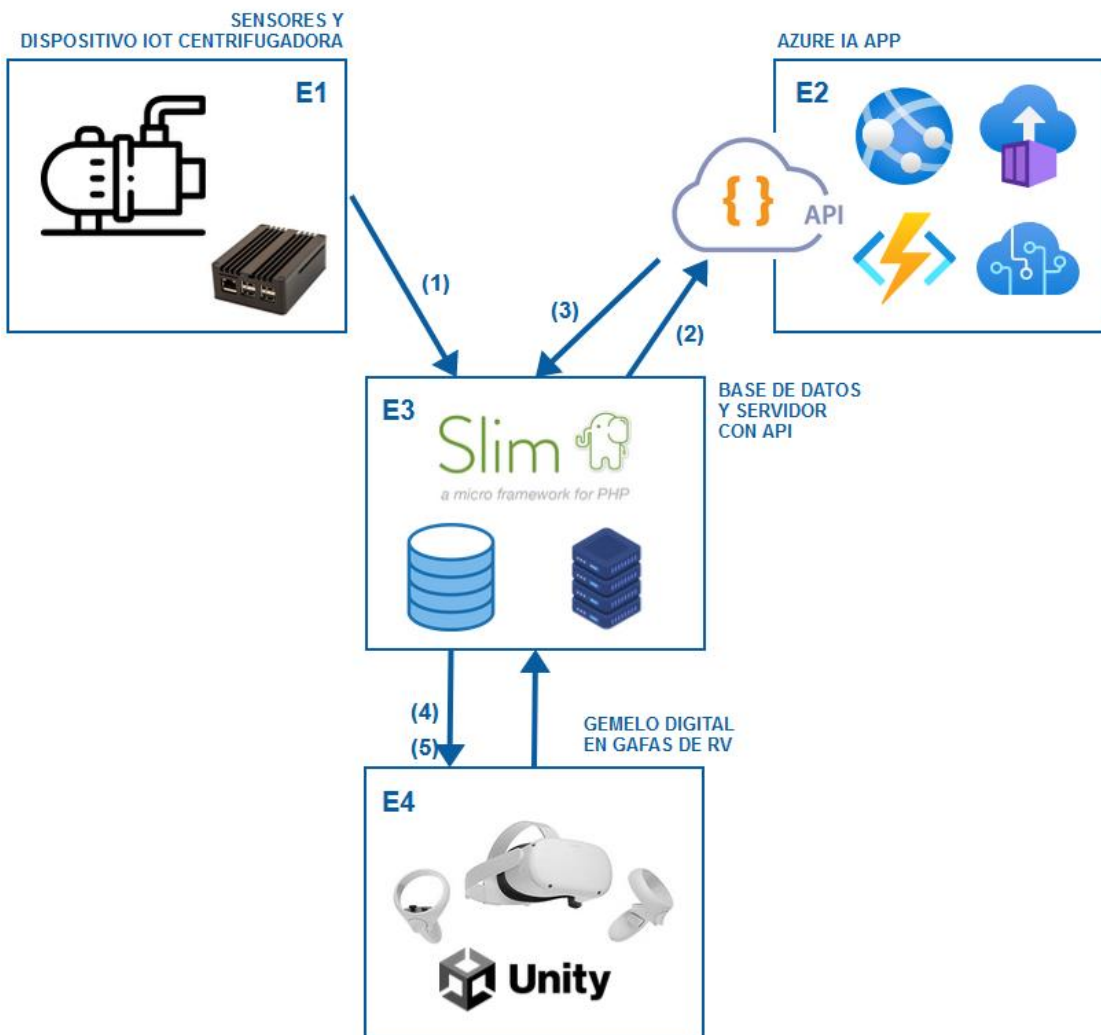 SENSORES Y
DISPOSITIVO IOT CENTRIFUGADORA
E1
AZURE IA APP
E2
{ } API
(1)
(3)
(2)
E3
Slim
a micro framework for PHP
BASE DE DATOS
Y SERVIDOR
CON API
(4)
(5)
GEMELO DIGITAL
EN GAFAS DE RV
E4
Unity